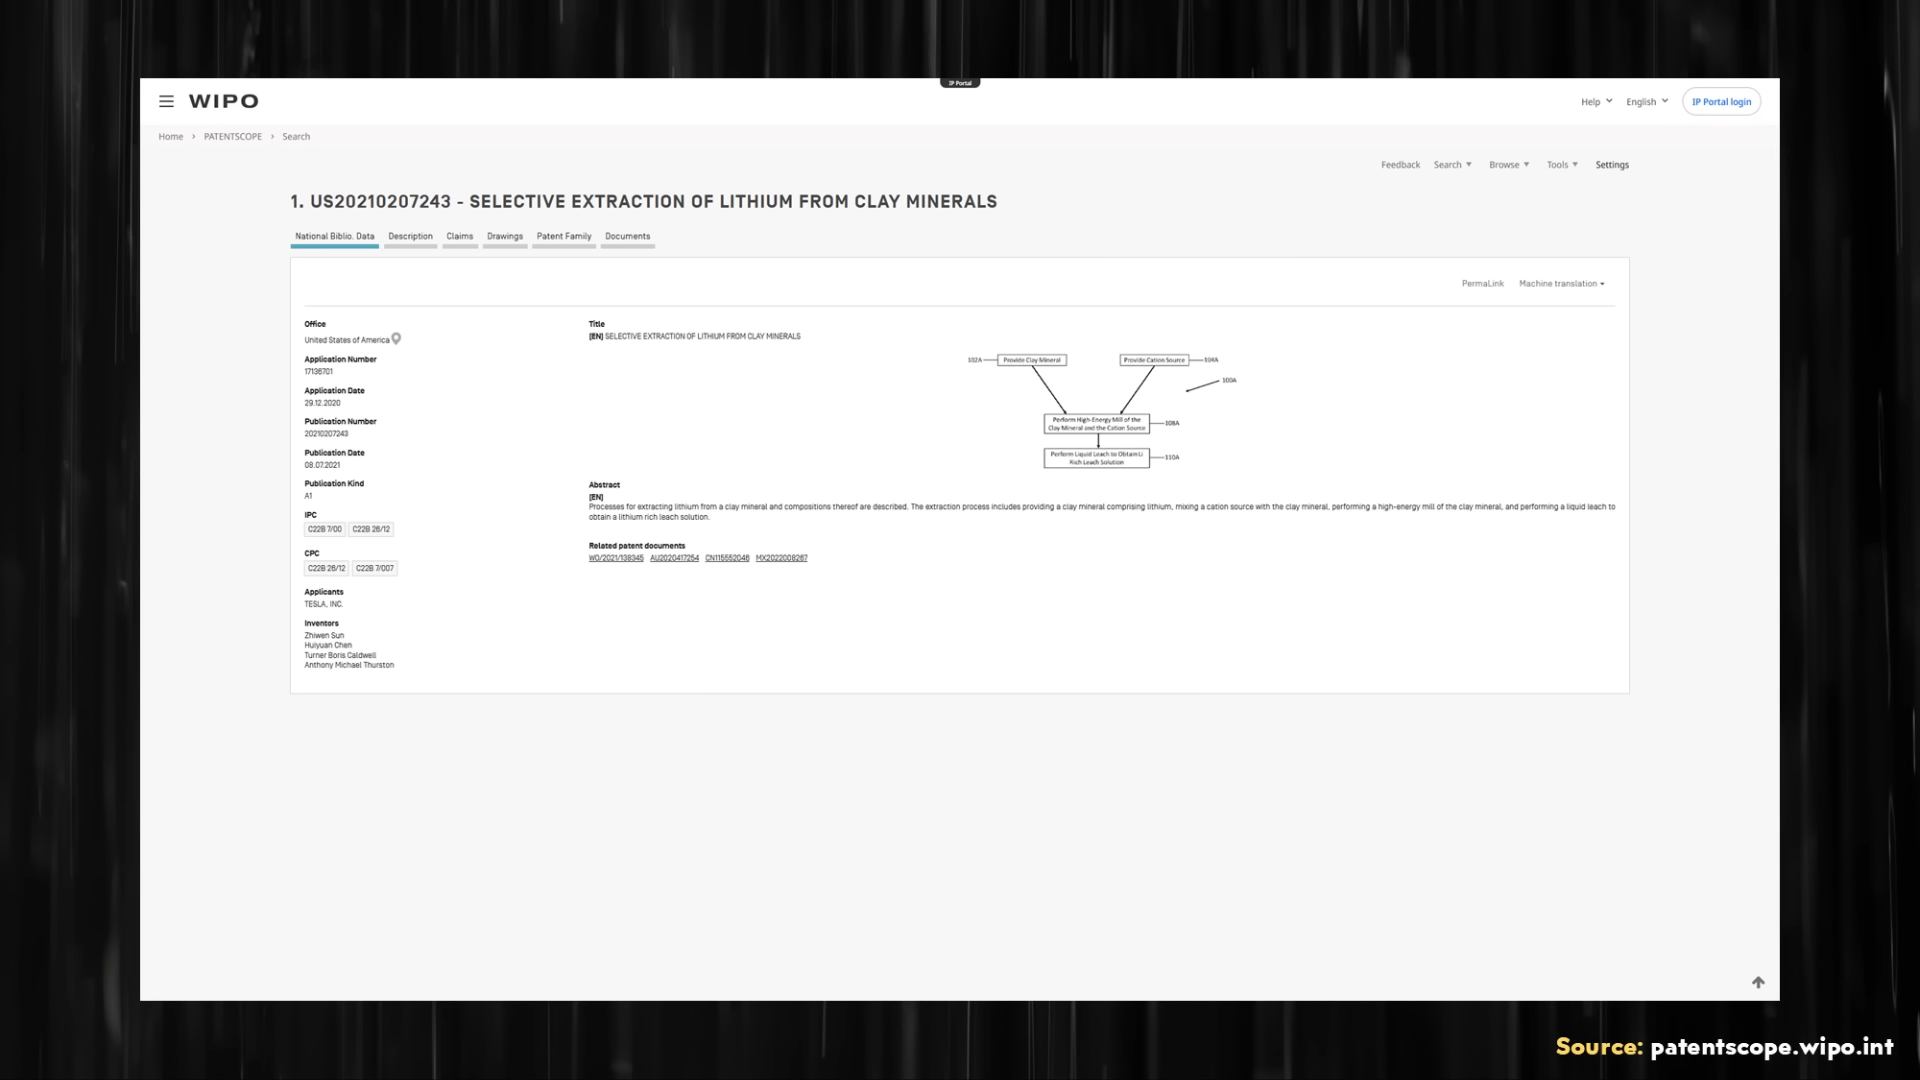 IP Portal
WIPO
Help
English
IP Portal login
Home › PATENTSCOPE › Search
Feedback Search Browse Tools Settings
1. US20210207243 - SELECTIVE EXTRACTION OF LITHIUM FROM CLAY MINERALS
National Biblio. Data Description Claims Drawings Patent Family Documents
PermaLink Machine translation
Office
United States of America
Application Number
17136701
Application Date
29.12.2020
Publication Number
20210207243
Publication Date
08.07.2021
Publication Kind
A1
IPC
C22B 7/00 C22B 26/12
CPC
C22B 26/12 C22B 7/007
Applicants
TESLA, INC.
Inventors
Zhiwen Sun
Huiyuan Chen
Turner Boris Caldwell
Anthony Michael Thurston
Title
[EN] SELECTIVE EXTRACTION OF LITHIUM FROM CLAY MINERALS
102A Provide Clay Mineral Provide Cation Source 104A
100A
Perform High-Energy Mill of the
Clay Mineral and the Cation Source 108A
Perform Liquid Leach to Obtain Li
Rich Leach Solution 110A
Abstract
[EN]
Processes for extracting lithium from a clay mineral and compositions thereof are described. The extraction process includes providing a clay mineral comprising lithium, mixing a cation source with the clay mineral, performing a high-energy mill of the clay mineral, and performing a liquid leach to
obtain a lithium rich leach solution.
Related patent documents
WO/2021/138345 AU2020417254 CN115552046 MX2022008267
Source: patentscope.wipo.int